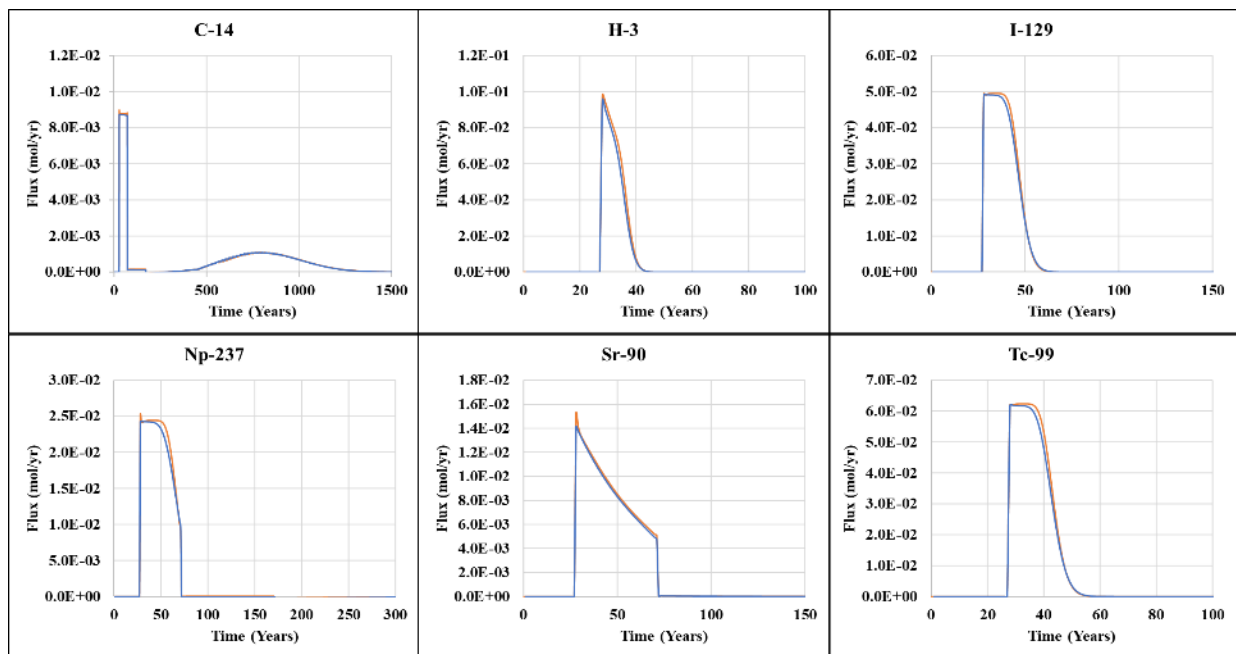 C-14
1.2E-02
1.0E-02
8.0E-03
6.0E-03
4.0E-03
2.0E-03
0.0E+00
Flux (mol/yr)
0 500 1000 1500
Time (Years)
H-3
1.2E-01
1.0E-01
8.0E-02
6.0E-02
4.0E-02
2.0E-02
0.0E+00
Flux (mol/yr)
0 20 40 60 80 100
Time (Years)
I-129
6.0E-02
5.0E-02
4.0E-02
3.0E-02
2.0E-02
1.0E-02
0.0E+00
Flux (mol/yr)
0 50 100 150
Time (Years)
Np-237
3.0E-02
2.5E-02
2.0E-02
1.5E-02
1.0E-02
5.0E-03
0.0E+00
Flux (mol/yr)
0 50 100 150 200 250 300
Time (Years)
Sr-90
1.8E-02
1.6E-02
1.4E-02
1.2E-02
1.0E-02
8.0E-03
6.0E-03
4.0E-03
2.0E-03
0.0E+00
Flux (mol/yr)
0 50 100 150
Time (Years)
Tc-99
7.0E-02
6.0E-02
5.0E-02
4.0E-02
3.0E-02
2.0E-02
1.0E-02
0.0E+00
Flux (mol/yr)
0 20 40 60 80 100
Time (Years)